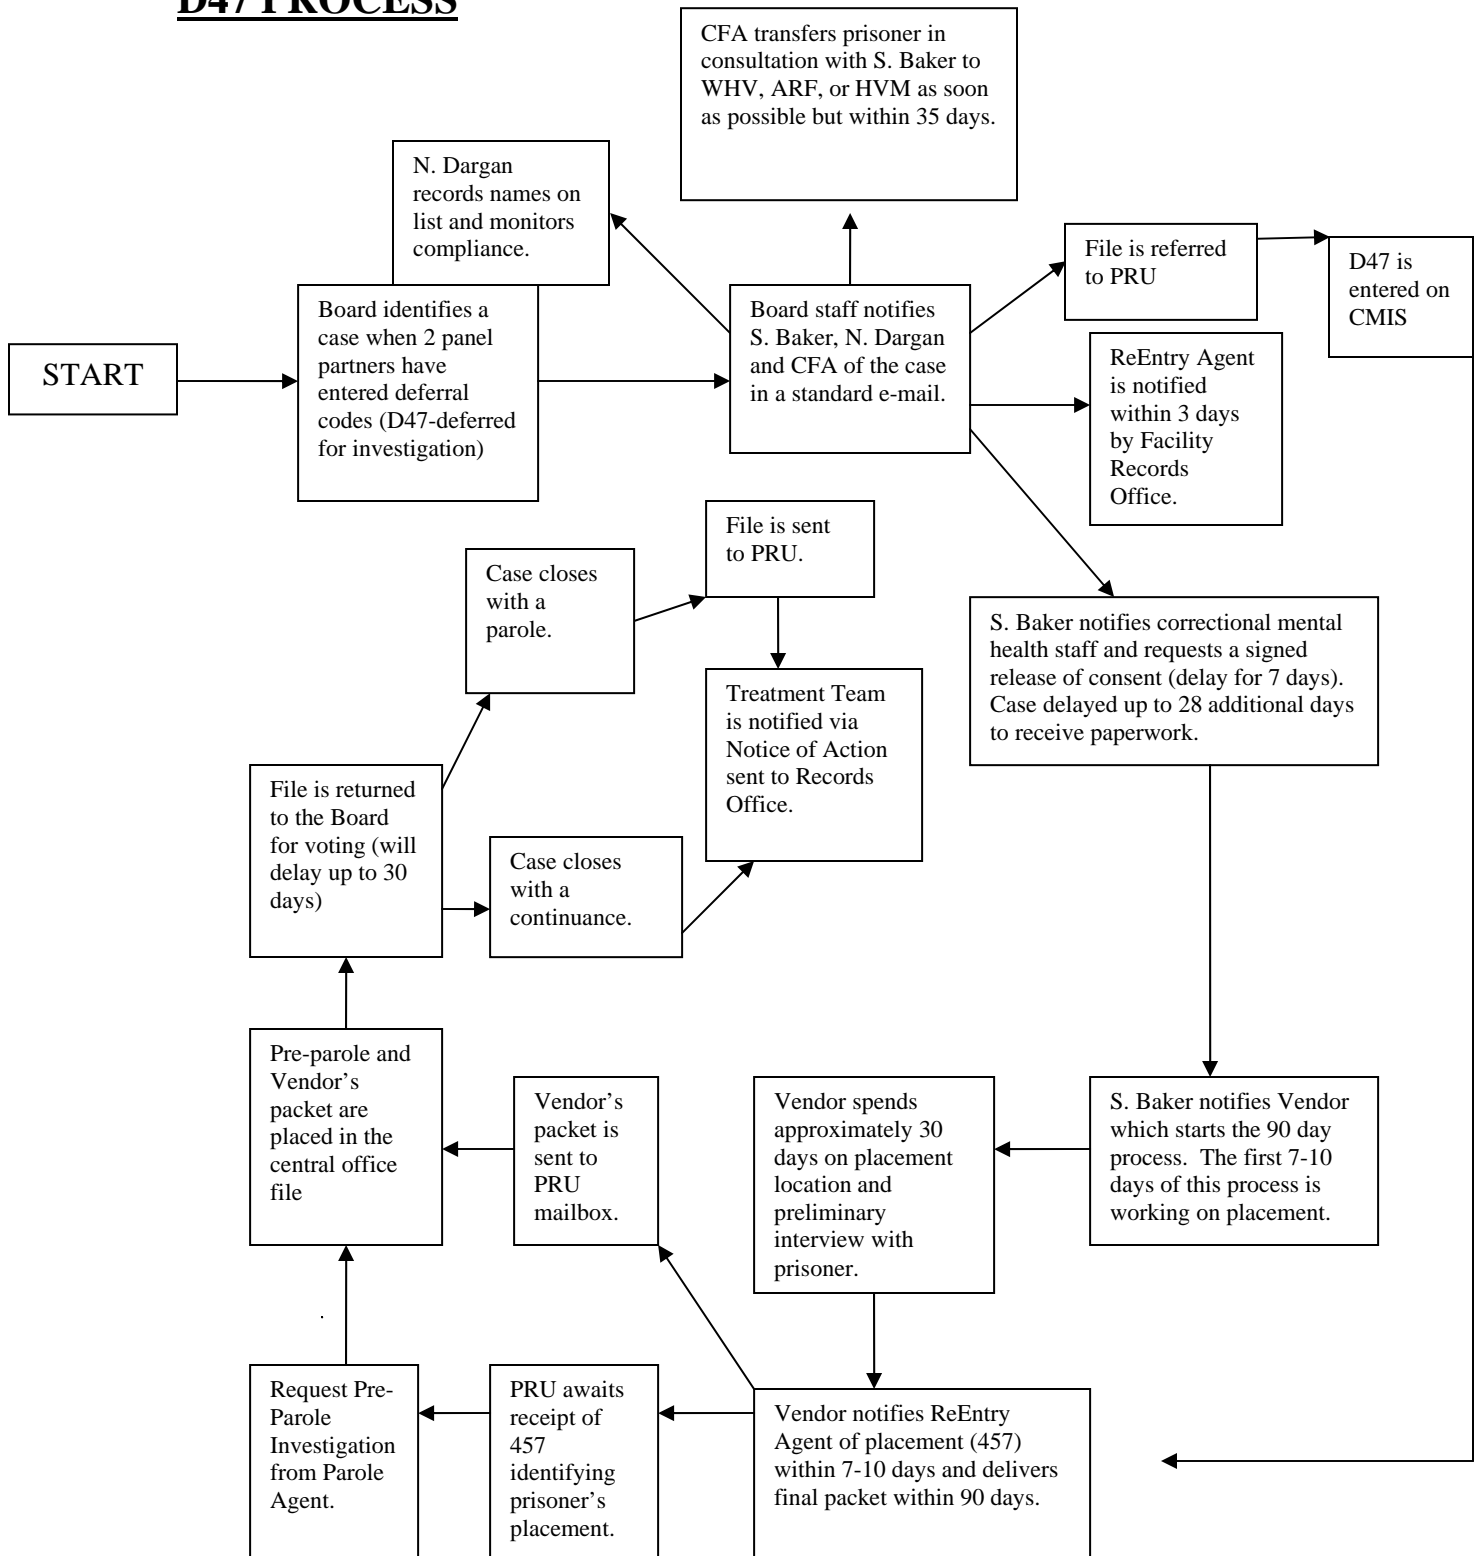 D47 PROCESS
CFA transfers prisoner in
consultation with S. Baker to
WHV, ARF, or HVM as soon
as possible but within 35 days.
N. Dargan
records names on
list and monitors
compliance.
File is referred
to PRU
D47 is
entered on
CMIS
START
Board identifies a
case when 2 panel
partners have
entered deferral
codes (D47-deferred
for investigation)
Board staff notifies
S. Baker, N. Dargan
and CFA of the case
in a standard e-mail.
ReEntry Agent
is notified
within 3 days
by Facility
Records
Office.
File is sent
to PRU.
Case closes
with a
parole.
S. Baker notifies correctional mental
health staff and requests a signed
release of consent (delay for 7 days).
Case delayed up to 28 additional days
to receive paperwork.
Treatment Team
is notified via
Notice of Action
sent to Records
Office.
File is returned
to the Board
for voting (will
delay up to 30
days)
Case closes
with a
continuance.
Pre-parole and
Vendor’s
packet are
placed in the
central office
file
Vendor’s
packet is
sent to
PRU
mailbox.
Vendor spends
approximately 30
days on placement
location and
preliminary
interview with
prisoner.
S. Baker notifies Vendor
which starts the 90 day
process.  The first 7-10
days of this process is
working on placement.
.
Request Pre-
Parole
Investigation
from Parole
Agent.
PRU awaits
receipt of
457
identifying
prisoner’s
placement.
Vendor notifies ReEntry
Agent of placement (457)
within 7-10 days and delivers
final packet within 90 days.